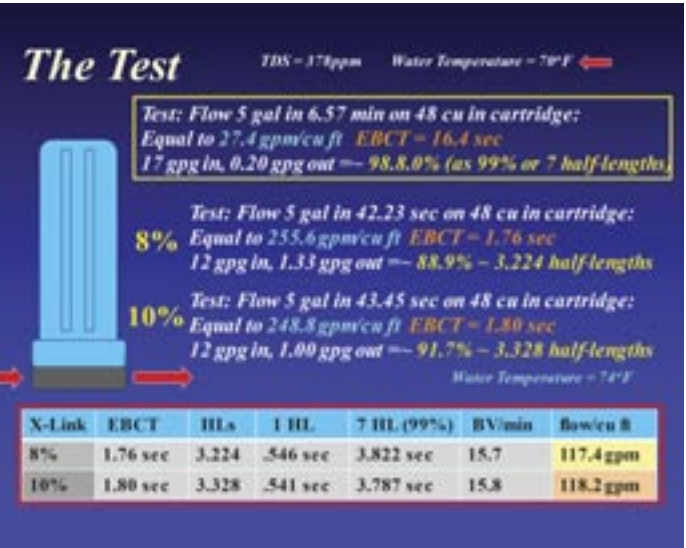 The Test
TDS = 378ppm Water Temperature = 70°F
Test: Flow 5 gal in 6.57 min on 48 cu in cartridge:
Equal to 27.4 gpm/cu ft EBCT = 16.4 sec
17 gpg in, 0.20 gpg out =~ 98.8.0% (as 99% or 7 half-lengths)
Test: Flow 5 gal in 42.23 sec on 48 cu in cartridge:
8% Equal to 255.6 gpm/cu ft EBCT = 1.76 sec
12 gpg in, 1.33 gpg out =~ 88.9% ~ 3.224 half-lengths
Test: Flow 5 gal in 43.45 sec on 48 cu in cartridge:
10% Equal to 248.8 gpm/cu ft EBCT = 1.80 sec
12 gpg in, 1.00 gpg out =~ 91.7% ~ 3.328 half-lengths
Water Temperature = 74°F
X-Link EBCT HLs 1 HL 7 HL (99%) BV/min flow/cu ft
8% 1.76 sec 3.224 .546 sec 3.822 sec 15.7 117.4 gpm
10% 1.80 sec 3.328 .541 sec 3.787 sec 15.8 118.2 gpm